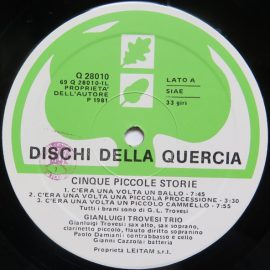 Q 28010
69 Q 28010-1L
PROPRIETA'
DELL'AUTORE
P 1981
LATO A
SIAE
33 giri
DISCHI DELLA QUERCIA
CINQUE PICCOLE STORIE
1. C'ERA UNA VOLTA UN BALLO - 7:45
2. C'ERA UNA VOLTA UNA PICCOLA PROCESSIONE - 3:30
3. C'ERA UNA VOLTA UN PICCOLO CAMMELLO - 7:55
Tutti i brani sono di G. L. Trovesi
GIANLUIGI TROVESI TRIO
Gianluigi Trovesi: sax alto, sax soprano,
clarinetto piccolo, flauto diritto sopranino
Paolo Damiani: contrabbasso e cello
Gianni Cazzola: batteria
Proprietà LEITAM s.r.l.